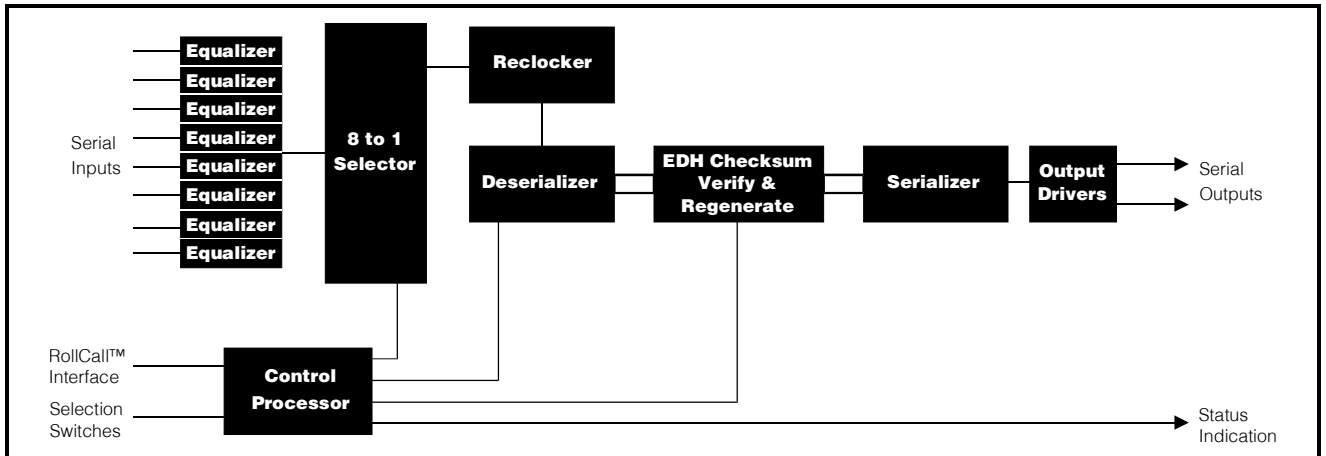 Serial
Inputs
Equalizer
Equalizer
Equalizer
Equalizer
Equalizer
Equalizer
Equalizer
Equalizer
8 to 1
Selector
Reclocker
Deserializer
EDH Checksum
Verify &
Regenerate
Serializer
Output
Drivers
Serial
Outputs
RollCall™
Interface
Selection
Switches
Control
Processor
Status
Indication